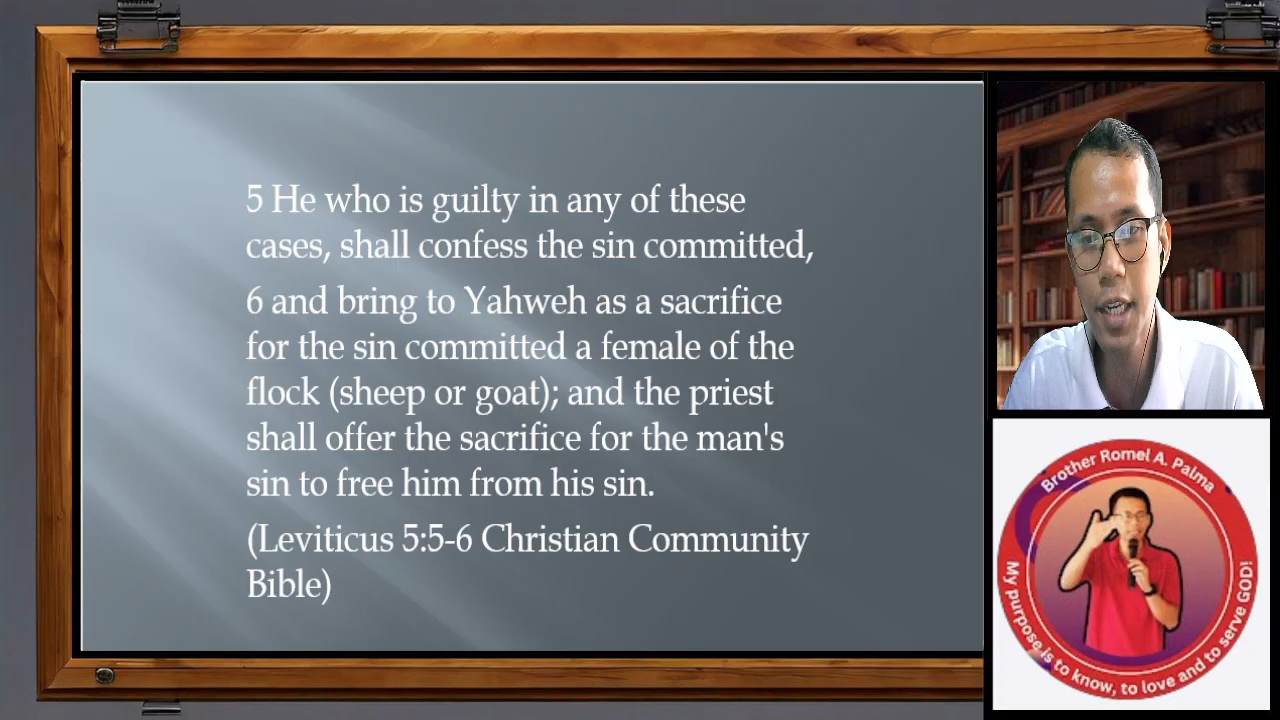 5 He who is guilty in any of these
cases, shall confess the sin committed,
6 and bring to Yahweh as a sacrifice
for the sin committed a female of the
flock (sheep or goat); and the priest
shall offer the sacrifice for the man's
sin to free him from his sin.
(Leviticus 5:5-6 Christian Community
Bible)
Brother Romel A. Palma
My purpose is to know, to love and to serve GOD!